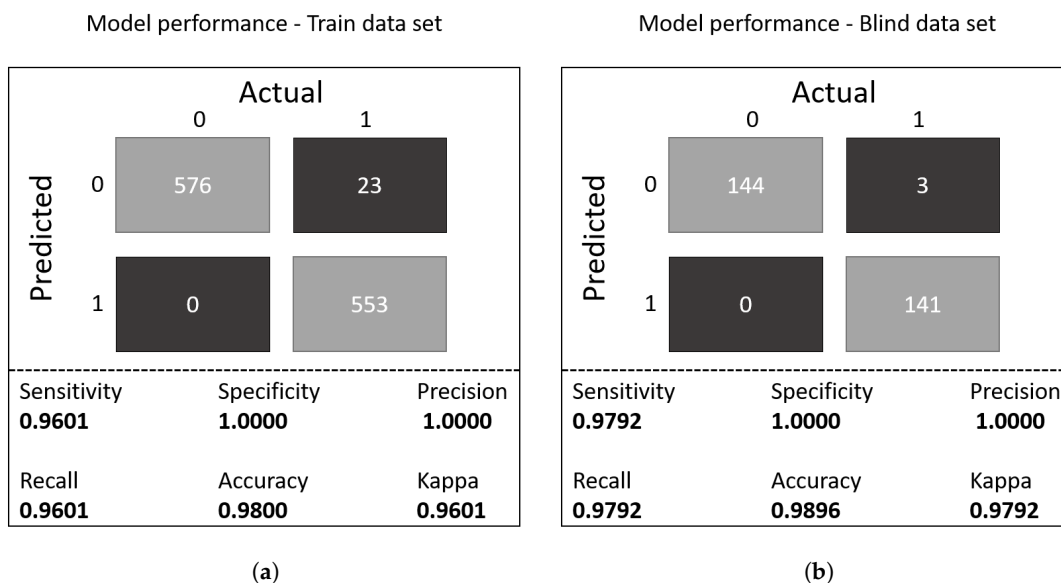 Model performance - Train data set
Actual
0 1
Predicted
0 576 23
1 0 553
Sensitivity Specificity Precision
0.9601 1.0000 1.0000
Recall Accuracy Kappa
0.9601 0.9800 0.9601
(a)
Model performance - Blind data set
Actual
0 1
Predicted
0 144 3
1 0 141
Sensitivity Specificity Precision
0.9792 1.0000 1.0000
Recall Accuracy Kappa
0.9792 0.9896 0.9792
(b)